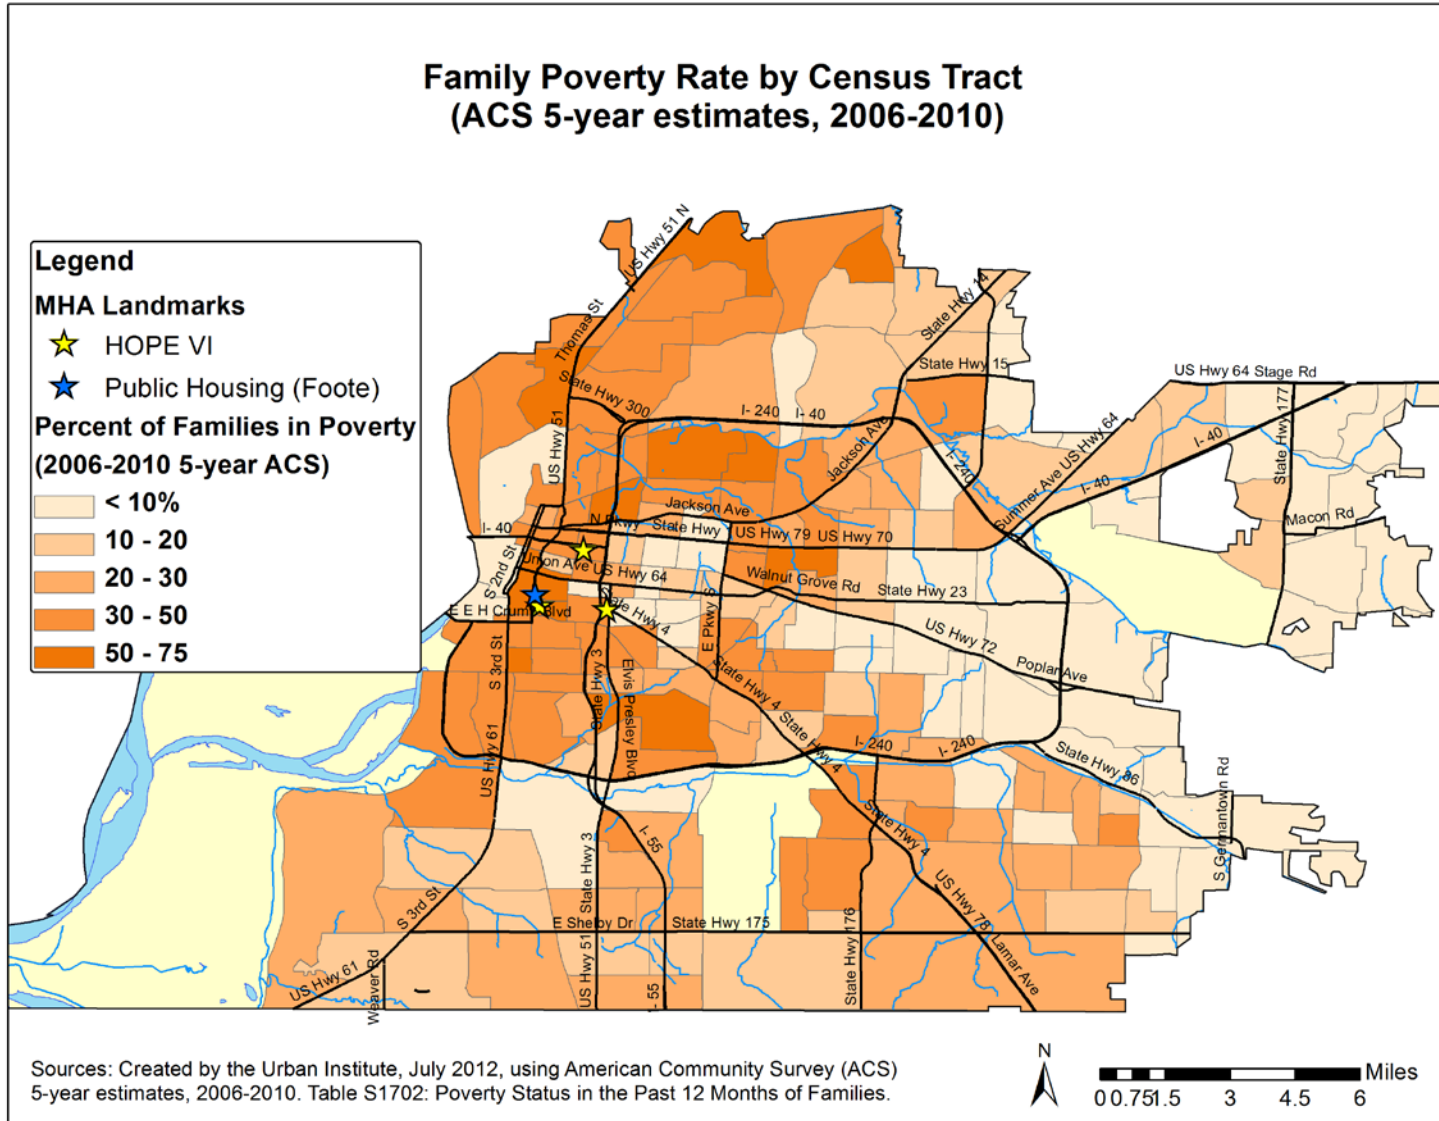 Family Poverty Rate by Census Tract
(ACS 5-year estimates, 2006-2010)
Legend
MHA Landmarks
HOPE VI
Public Housing (Foote)
Percent of Families in Poverty
(2006-2010 5-year ACS)
< 10%
10 - 20
20 - 30
30 - 50
50 - 75
US Hwy 51 N
Thomas St
State Hwy 300
US Hwy 51
I- 240
I- 40
State Hwy 14
State Hwy 15
US Hwy 64 Stage Rd
State Hwy 177
I- 40
Jackson Ave
I- 240
Summer Ave US Hwy 64
I- 40
Macon Rd
Jackson Ave
I- 40
N Pkwy
State Hwy
US Hwy 79
US Hwy 70
S 2nd St
Union Ave US Hwy 64
Walnut Grove Rd
State Hwy 23
E E H Crump Blvd
State Hwy 4
E Pkwy S
US Hwy 72
Poplar Ave
S 3rd St
State Hwy 3
Elvis Presley Blvd
State Hwy 4
State Hwy 4
I- 240
I- 240
US Hwy 61
State Hwy 86
S Germantown Rd
I- 55
State Hwy 4
State Hwy 3
S 3rd St
E Shelby Dr
State Hwy 175
State Hwy 176
US Hwy 78
Lamar Ave
US Hwy 61
Weaver Rd
US Hwy 51
I- 55
Sources: Created by the Urban Institute, July 2012, using American Community Survey (ACS)
5-year estimates, 2006-2010. Table S1702: Poverty Status in the Past 12 Months of Families.
N
Miles
0 0.75 1.5 3 4.5 6